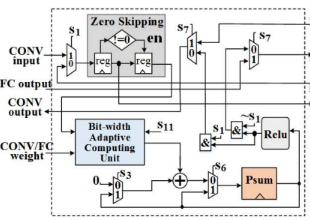 Zero Skipping
S1
!=0
en
S7
S7
CONV
input
1
0
reg
reg
1
0
0
1
FC output
CONV
output
S1
~S1
&
&
Relu
Bit-width
Adaptive
Computing
Unit
S11
CONV/FC
weight
0
S3
0
1
+
S6
0
1
Psum